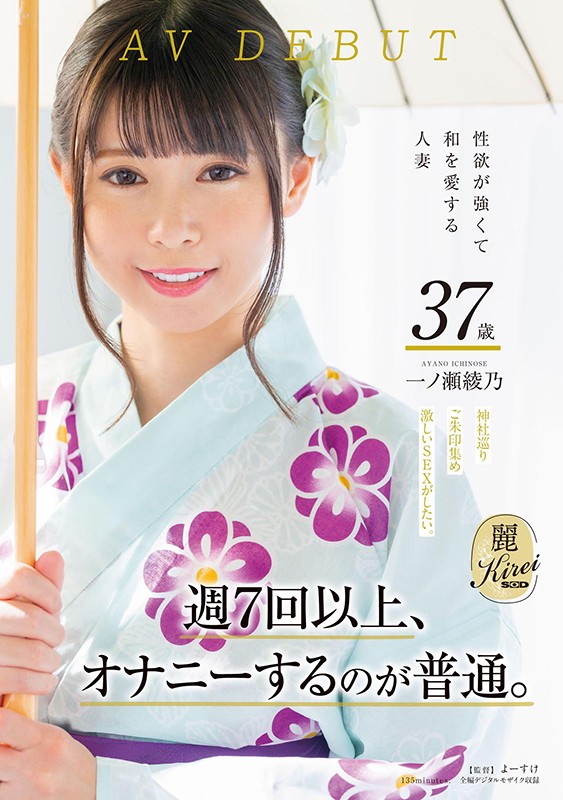 AV DEBUT
性欲が強くて
和を愛する
人妻
37歳
AYANO ICHINOSE
一ノ瀬綾乃
神社巡り
ご朱印集め
激しいSEXがしたい。
麗
Kirei
SOD
週7回以上、
オナニーするのが普通。
【監督】よーすけ
135minutes. 全編デジタルモザイク収録